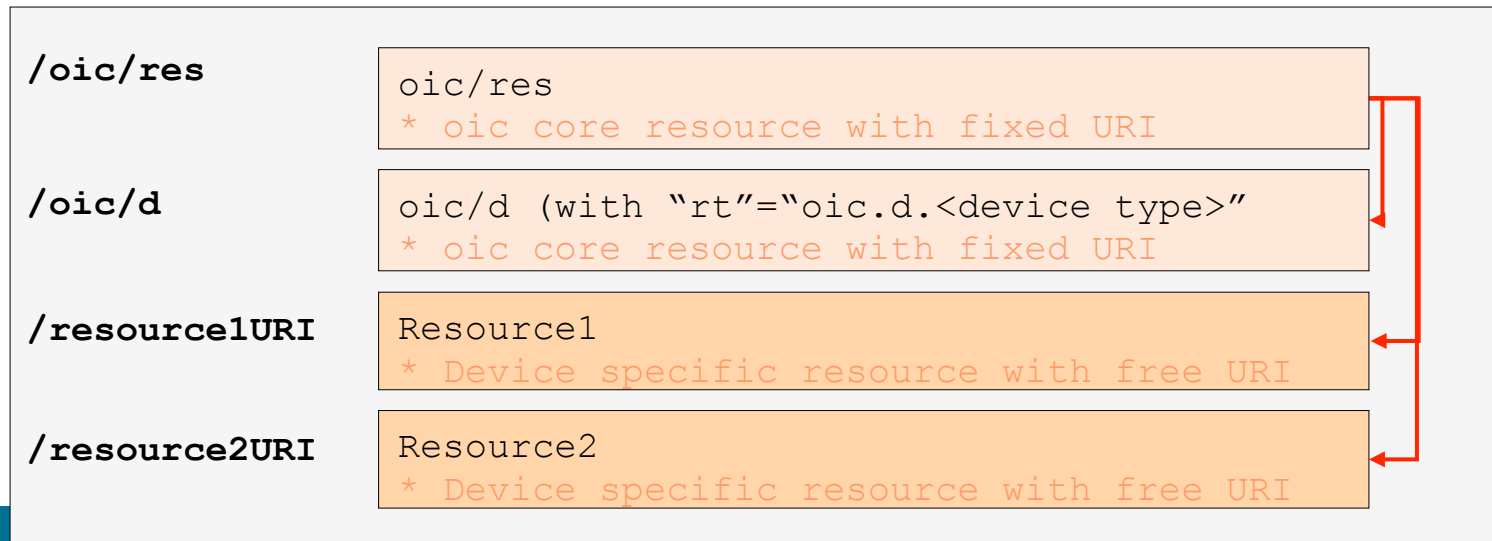 /oic/res
oic/res
* oic core resource with fixed URI
/oic/d
oic/d (with “rt”=“oic.d.<device type>”
* oic core resource with fixed URI
/resource1URI
Resource1
* Device specific resource with free URI
/resource2URI
Resource2
* Device specific resource with free URI